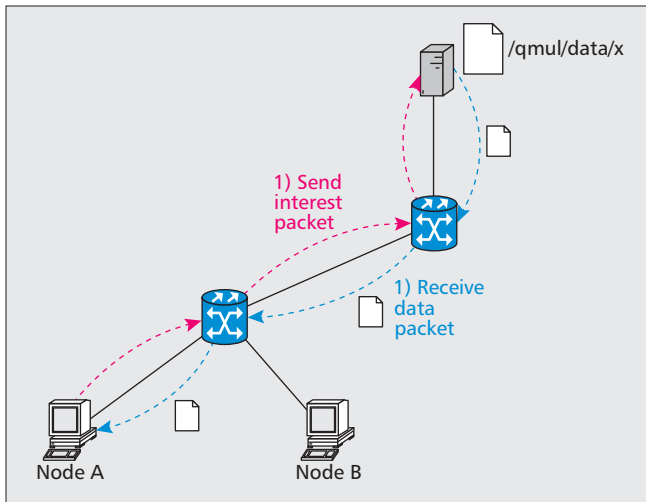 /qmul/data/x
1) Send
interest
packet
1) Receive
data
packet
Node A
Node B